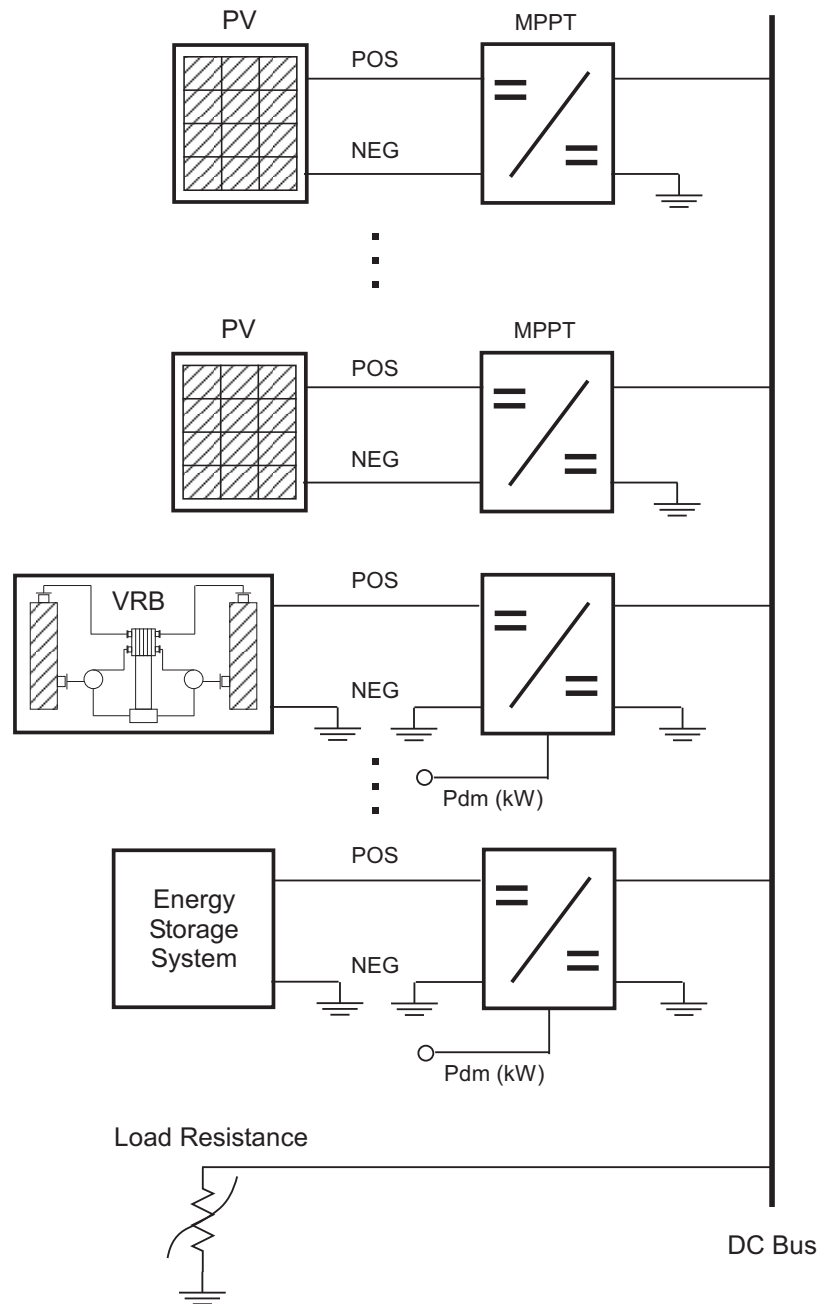 PV
MPPT
POS
NEG
PV
MPPT
POS
NEG
VRB
POS
NEG
Pdm (kW)
POS
Energy
Storage
System
NEG
Pdm (kW)
Load Resistance
DC Bus